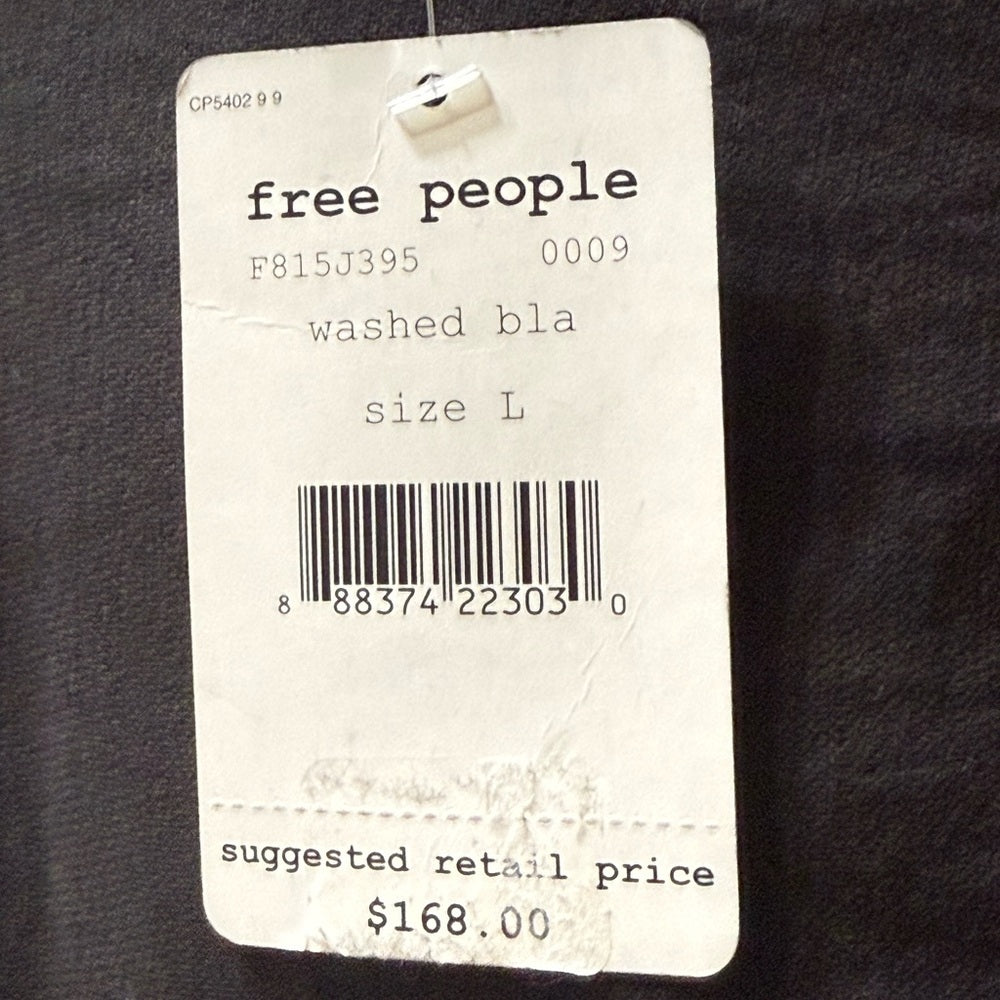 CP5402 9 9
free people
F815J395 0009
washed bla
size L
8 88374 22303 0
suggested retail price
$168.00